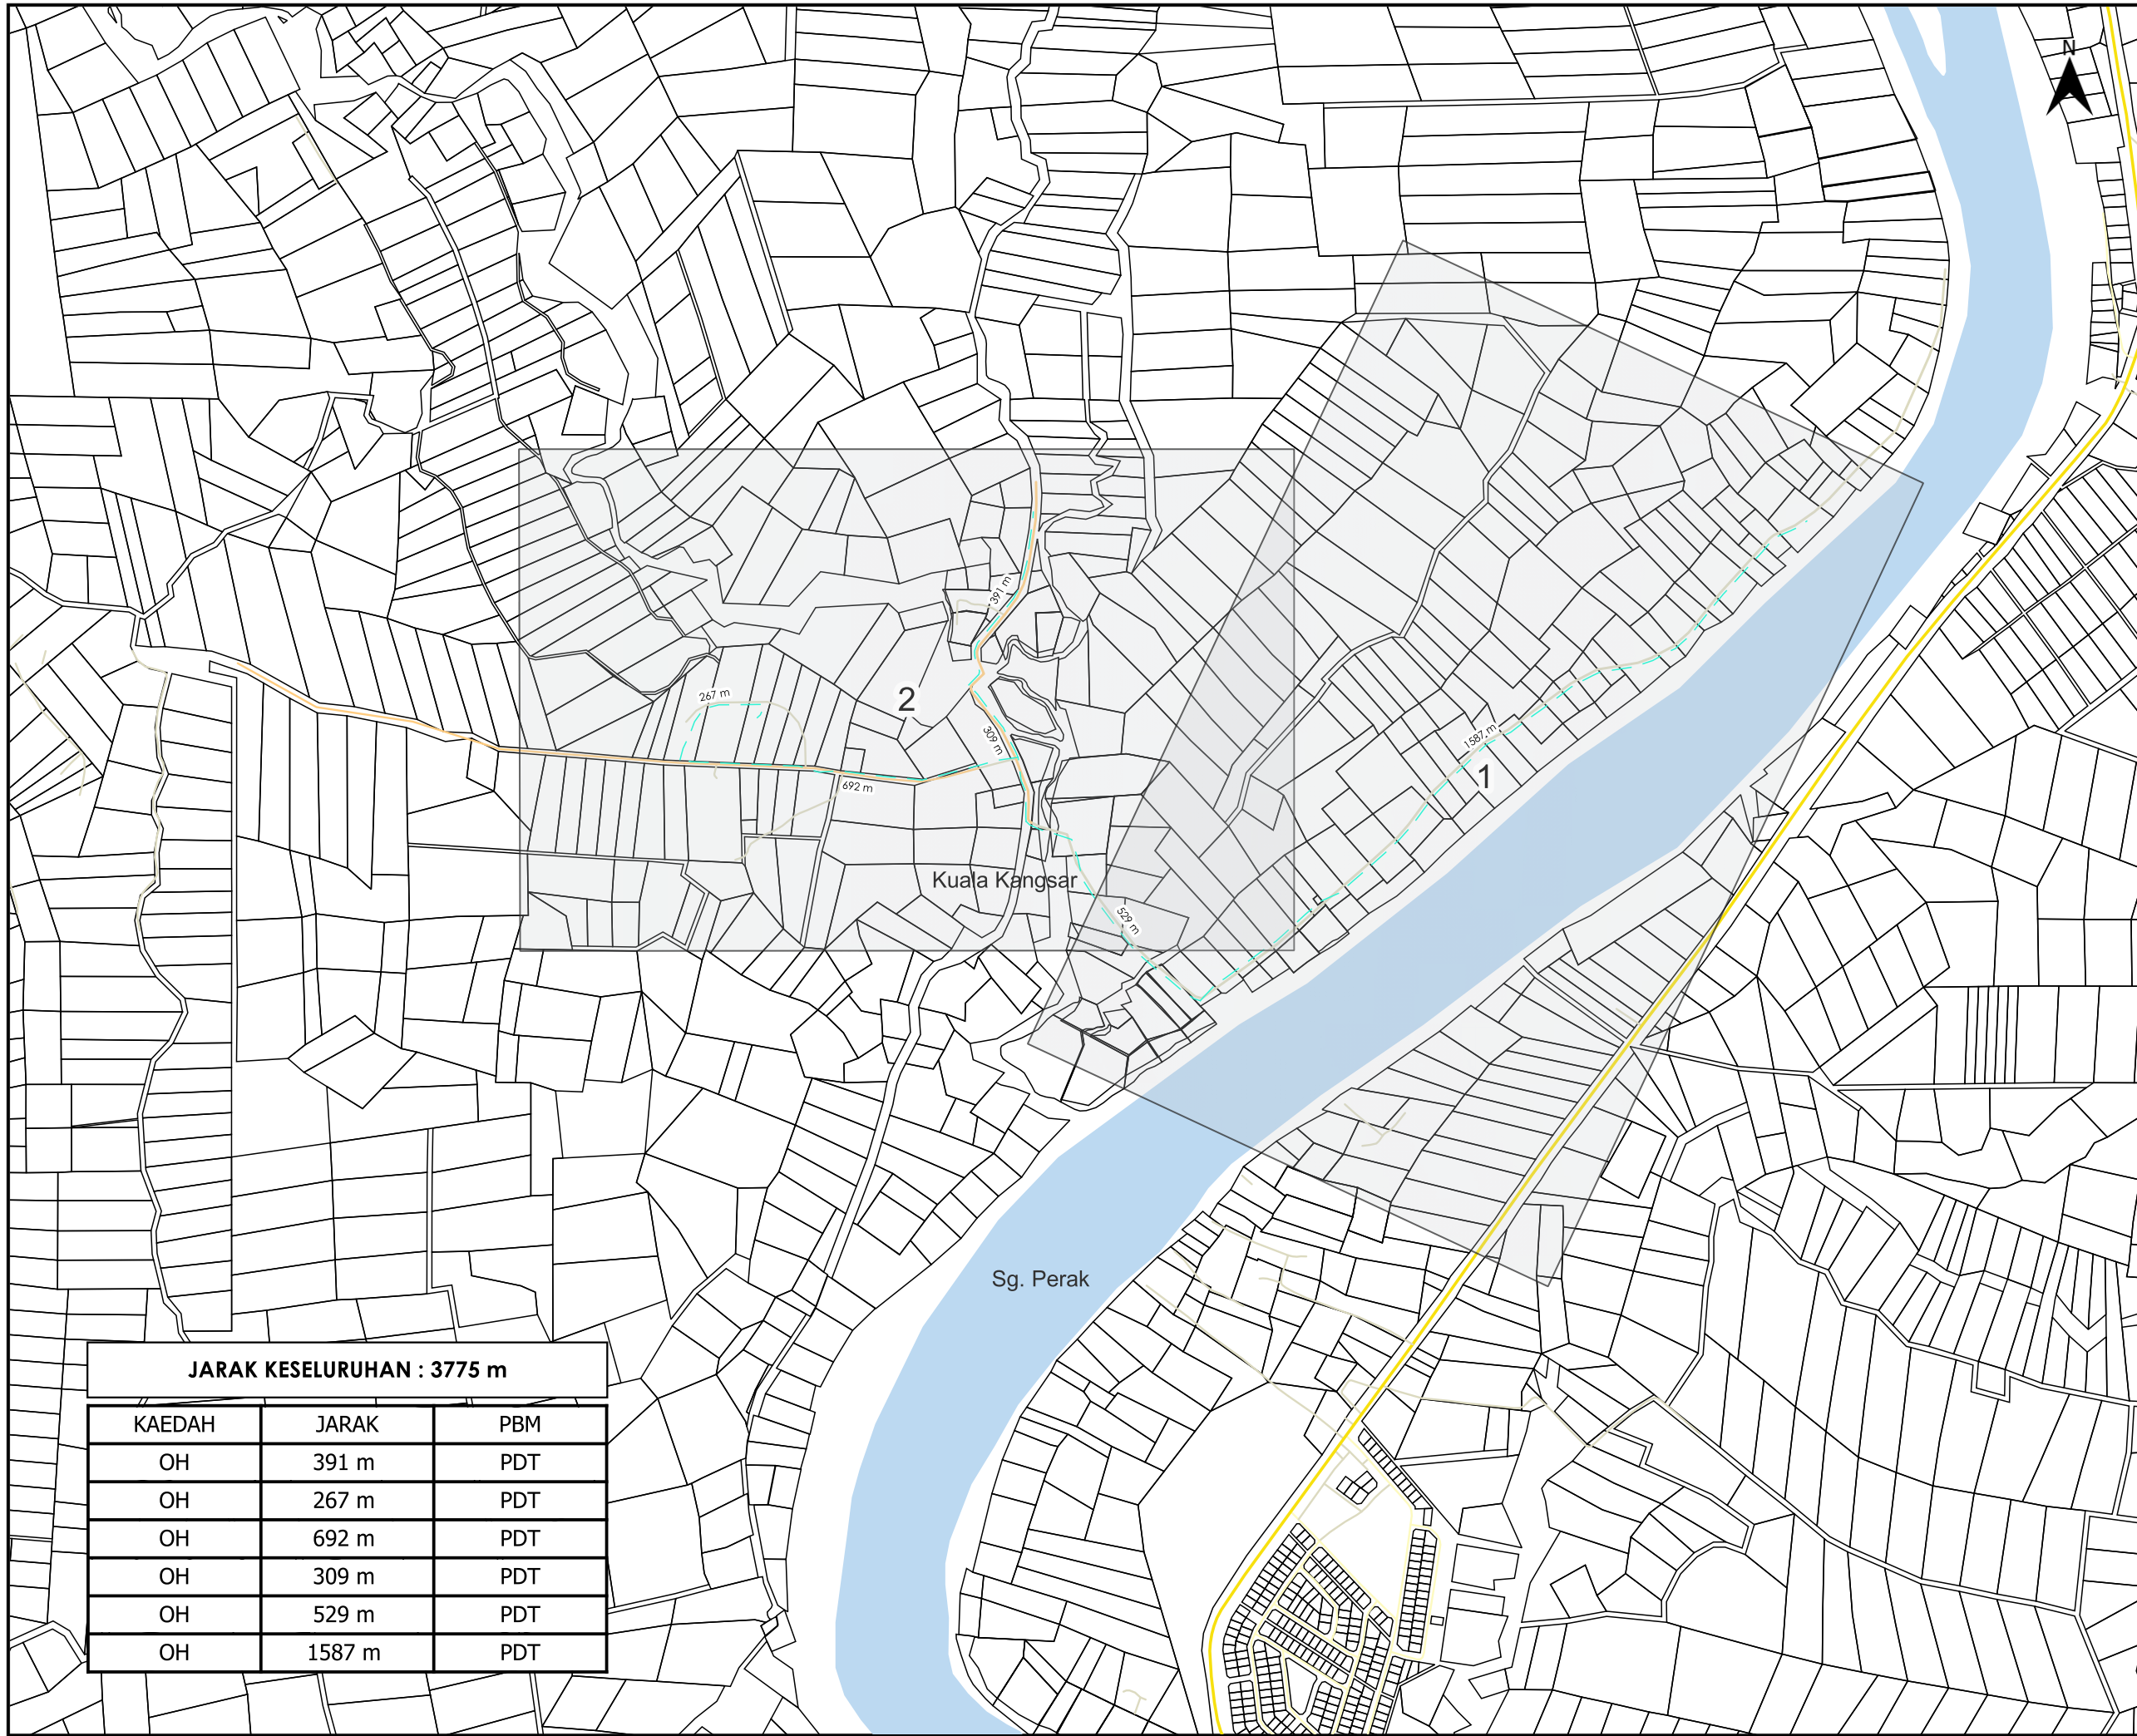 N
391 m
267 m
2
309 m
1587 m
1
692 m
Kuala Kangsar
529 m
Sg. Perak
JARAK KESELURUHAN : 3775 m
KAEDAH JARAK PBM
OH 391 m PDT
OH 267 m PDT
OH 692 m PDT
OH 309 m PDT
OH 529 m PDT
OH 1587 m PDT